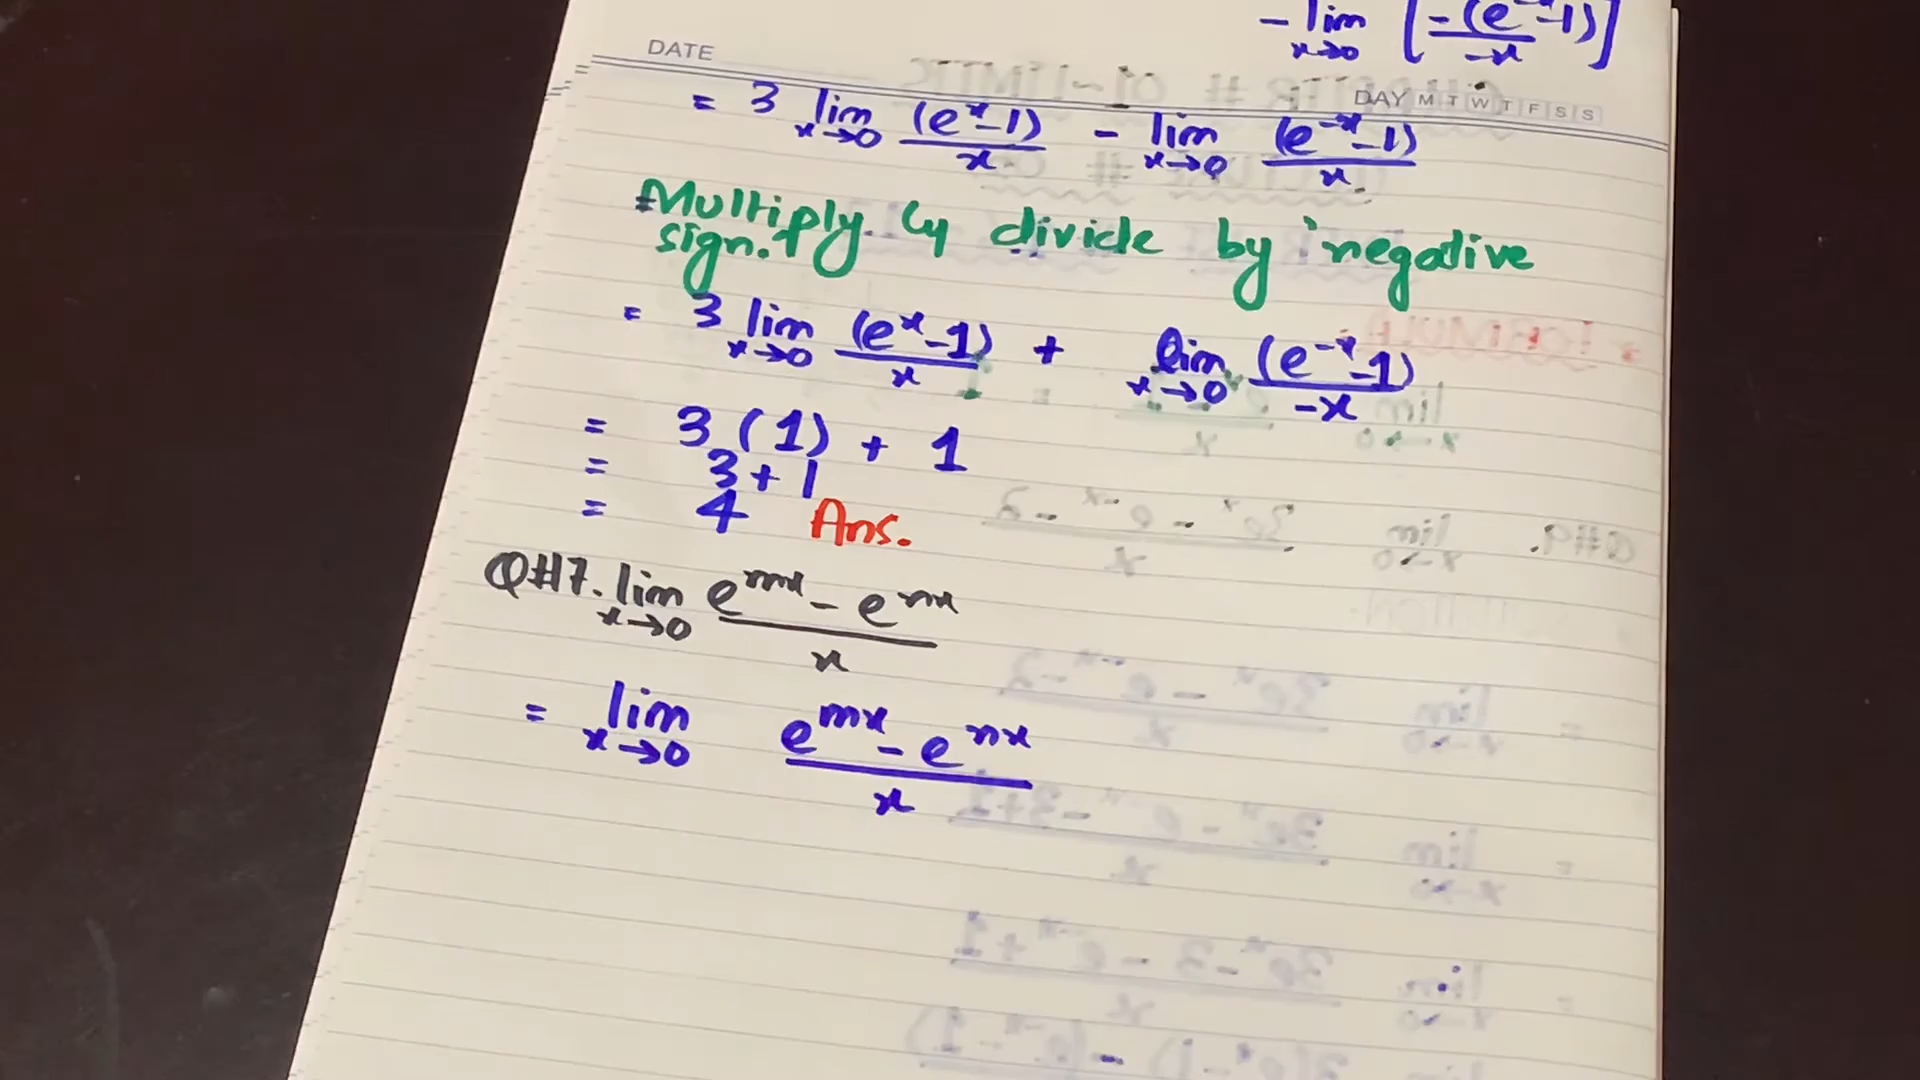 - lim x→0 [-(e^-x -1)/-x]
DATE
DAY M T W T F S S
= 3 lim x→0 (e^x -1)/x - lim x→0 (e^-x -1)/x
Multiply & divide by negative
sign.
= 3 lim x→0 (e^x -1)/x + lim x→0 (e^-x -1)/-x
= 3 (1) + 1
= 3+1
= 4 Ans.
Q#7. lim x→0 e^mx - e^nx / x
= lim x→0 e^mx - e^nx / x